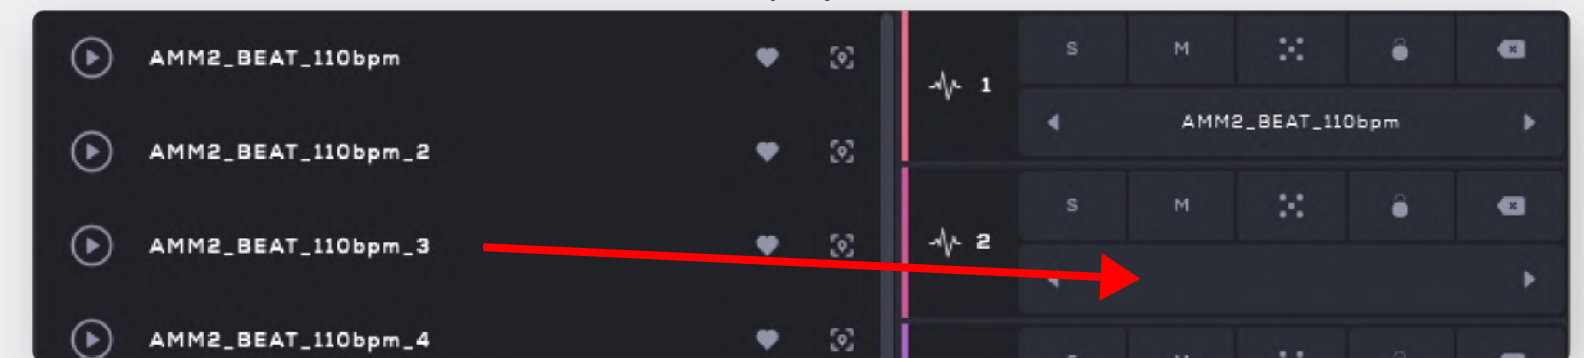 AMM2_BEAT_110bpm
AMM2_BEAT_110bpm_2
AMM2_BEAT_110bpm_3
AMM2_BEAT_110bpm_4
1
S M
AMM2_BEAT_110bpm
2
S M